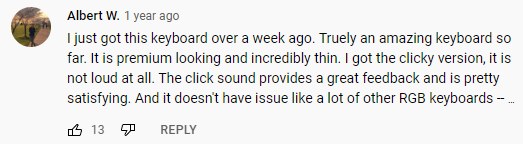 Albert W. 1 year ago
I just got this keyboard over a week ago. Truely an amazing keyboard so
far. It is premium looking and incredibly thin. I got the clicky version, it is
not loud at all. The click sound provides a great feedback and is pretty
satisfying. And it doesn't have issue like a lot of other RGB keyboards -- ...
13 REPLY